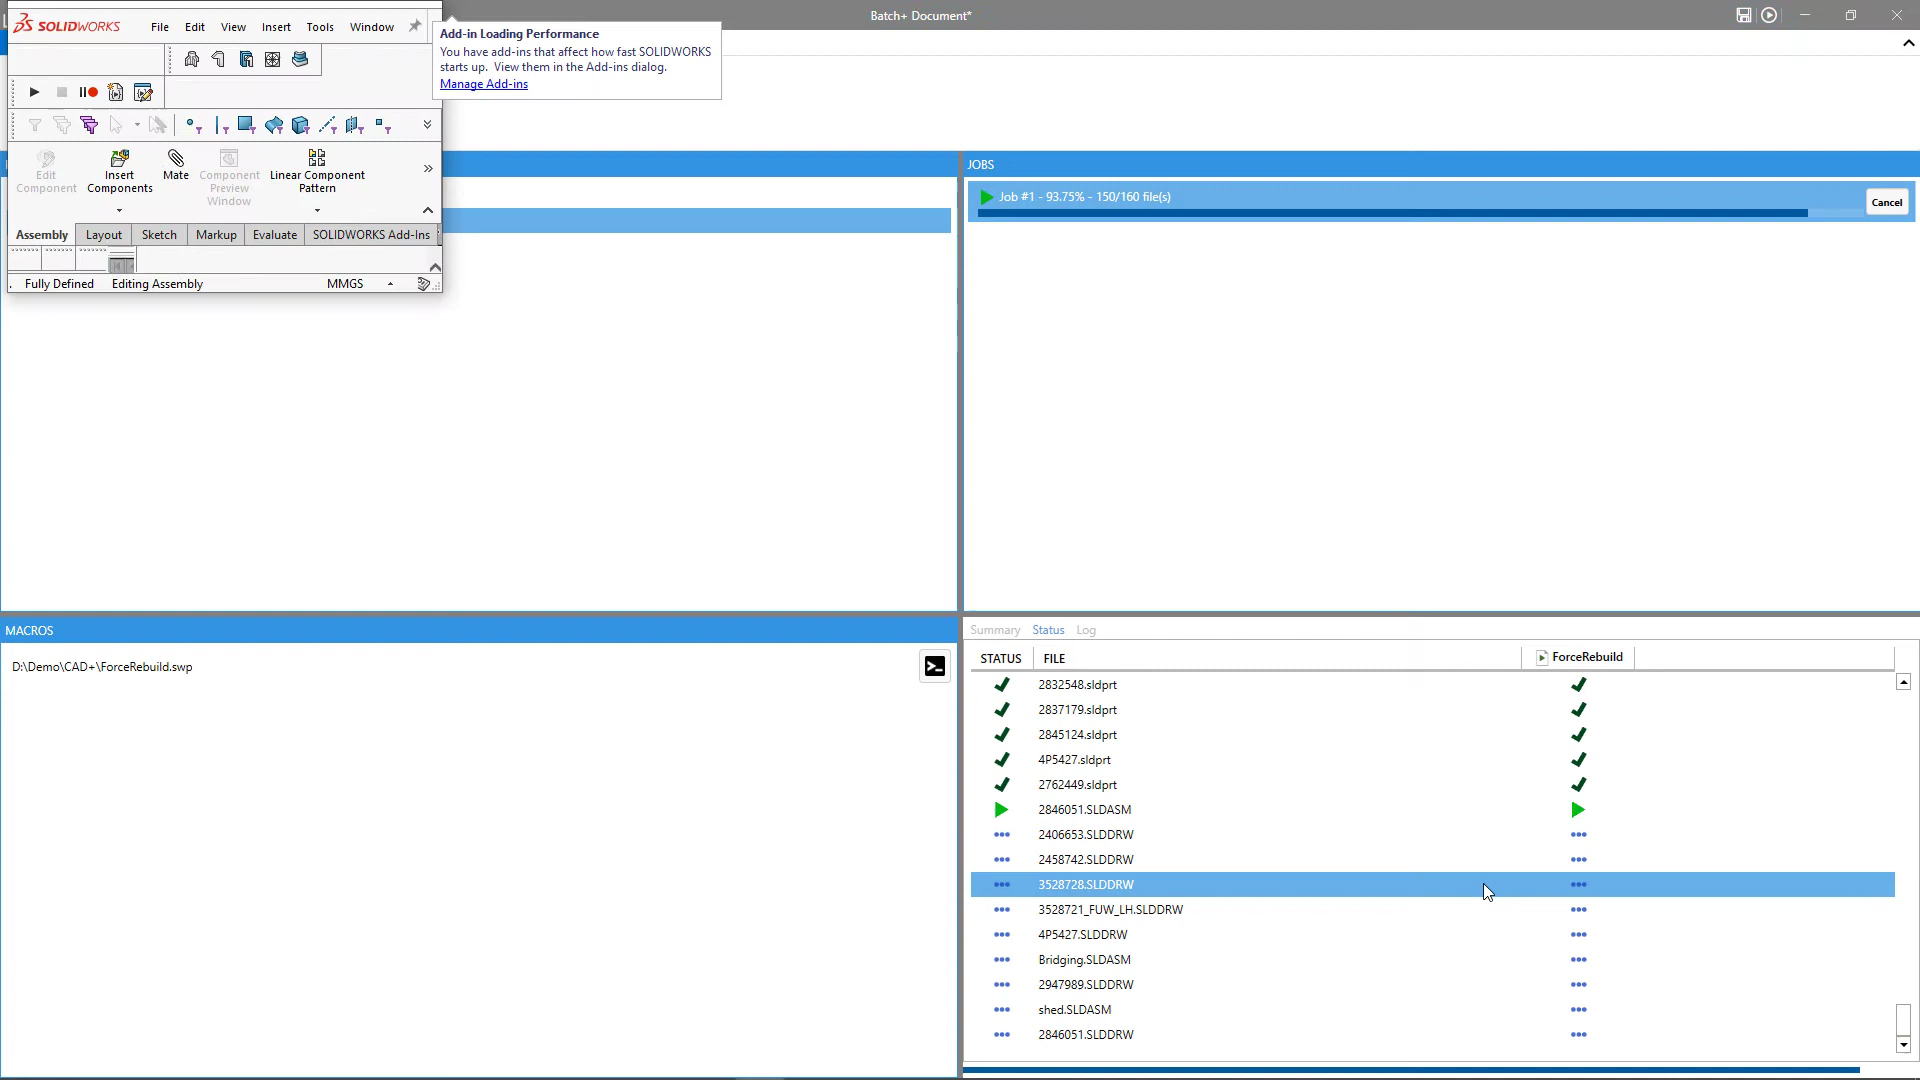 Batch+ Document*
SOLIDWORKS File Edit View Insert Tools Window
Add-in Loading Performance
You have add-ins that affect how fast SOLIDWORKS
starts up. View them in the Add-ins dialog.
Manage Add-ins
Edit Component
Insert Components
Mate
Component Preview Window
Linear Component Pattern
Assembly Layout Sketch Markup Evaluate SOLIDWORKS Add-Ins
Fully Defined Editing Assembly MMGS
JOBS
Job #1 - 93.75% - 150/160 file(s)
Cancel
MACROS
D:\Demo\CAD+\ForceRebuild.swp
Summary Status Log
STATUS FILE ForceRebuild
2832548.sldprt
2837179.sldprt
2845124.sldprt
4P5427.sldprt
2762449.sldprt
2846051.SLDASM
2406653.SLDDRW
2458742.SLDDRW
3528728.SLDDRW
3528721_FUW_LH.SLDDRW
4P5427.SLDDRW
Bridging.SLDASM
2947989.SLDDRW
shed.SLDASM
2846051.SLDDRW